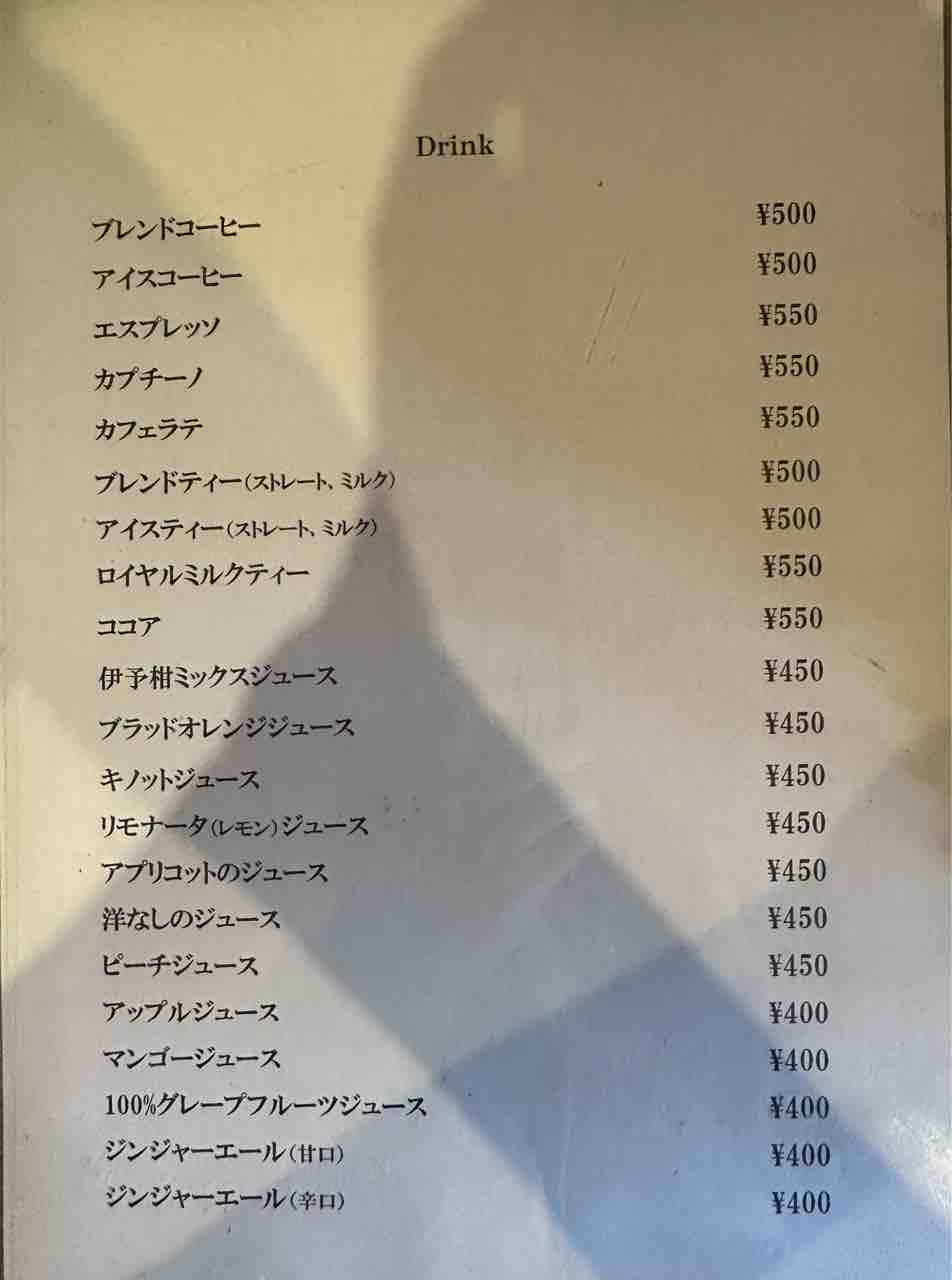 Drink
ブレンドコーヒー ¥500
アイスコーヒー ¥500
エスプレッソ ¥550
カプチーノ ¥550
カフェラテ ¥550
ブレンドティー(ストレート、ミルク) ¥500
アイスティー(ストレート、ミルク) ¥500
ロイヤルミルクティー ¥550
ココア ¥550
伊予柑ミックスジュース ¥450
ブラッドオレンジジュース ¥450
キノットジュース ¥450
リモナータ(レモン)ジュース ¥450
アプリコットのジュース ¥450
洋なしのジュース ¥450
ピーチジュース ¥450
アップルジュース ¥400
マンゴージュース ¥400
100%グレープフルーツジュース ¥400
ジンジャーエール(甘口) ¥400
ジンジャーエール(辛口) ¥400